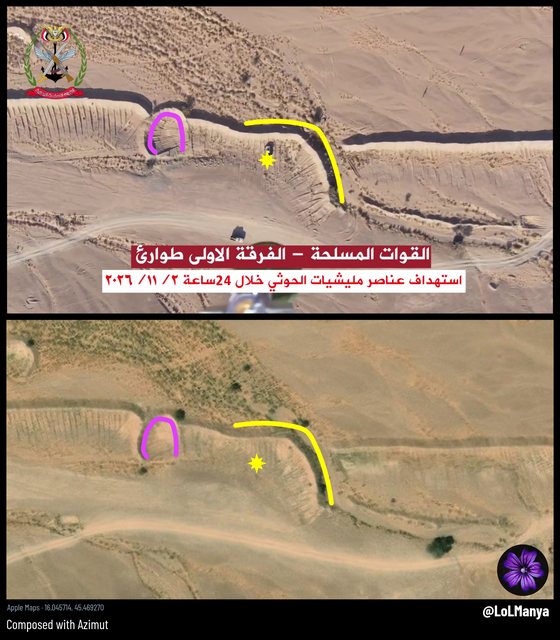 القوات المسلحة – الفرقة الاولى طوارئ
استهداف عناصر مليشيات الحوثي خلال 24ساعة ٢ /١١ /٢٠٢٦
Apple Maps - 16.045714, 45.469270
Composed with Azimut
@LoLManya